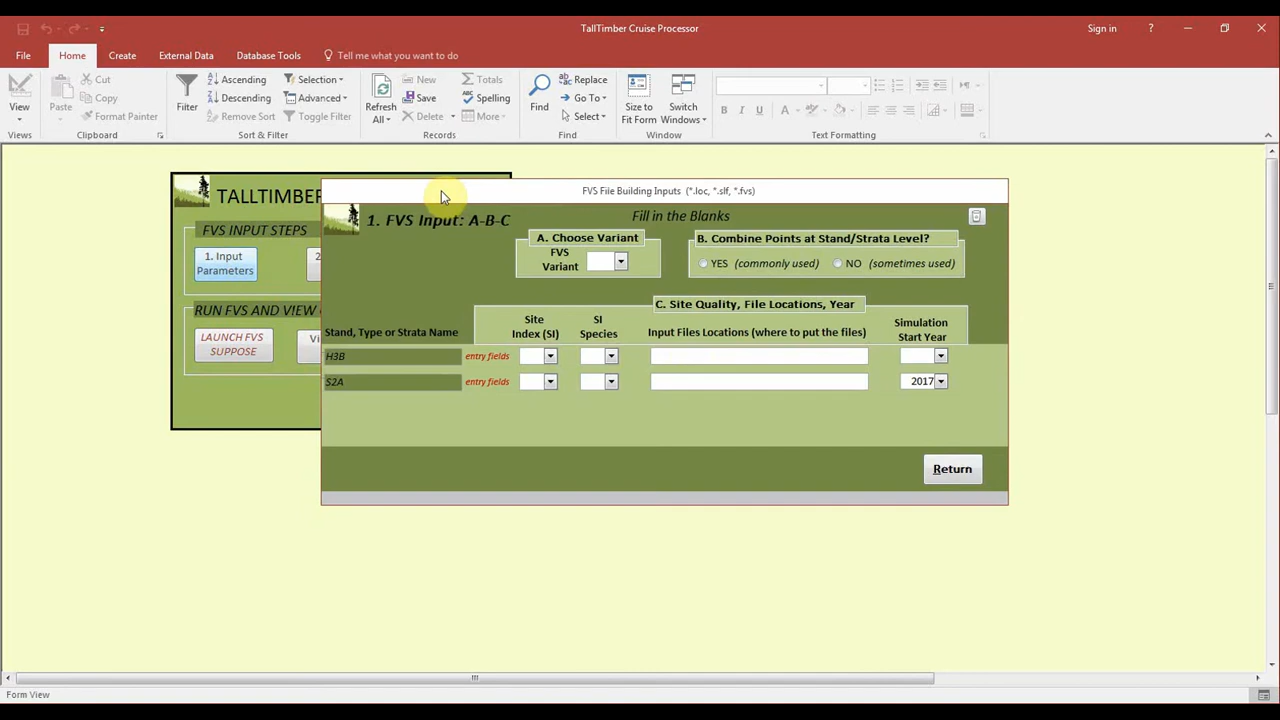 TallTimber Cruise Processor
Sign in
?
File
Home
Create
External Data
Database Tools
Tell me what you want to do
View
Paste
Cut
Copy
Format Painter
Filter
Ascending
Descending
Remove Sort
Selection
Advanced
Toggle Filter
Refresh
All
New
Save
Delete
Totals
Spelling
More
Find
Replace
Go To
Select
Size to
Fit Form
Switch
Windows
B I U
A
Views
Clipboard
Sort & Filter
Records
Find
Window
Text Formatting
TALLTIMBER
FVS INPUT STEPS
1. Input
Parameters
2
RUN FVS AND VIEW
LAUNCH FVS
SUPPOSE
Vi
FVS File Building Inputs (*.loc, *.slf, *.fvs)
1. FVS Input: A-B-C
Fill in the Blanks
A. Choose Variant
FVS
Variant
B. Combine Points at Stand/Strata Level?
YES (commonly used)
NO (sometimes used)
C. Site Quality, File Locations, Year
Stand, Type or Strata Name
Site
Index (SI)
SI
Species
Input Files Locations (where to put the files)
Simulation
Start Year
H3B
entry fields
S2A
entry fields
2017
Return
Form View